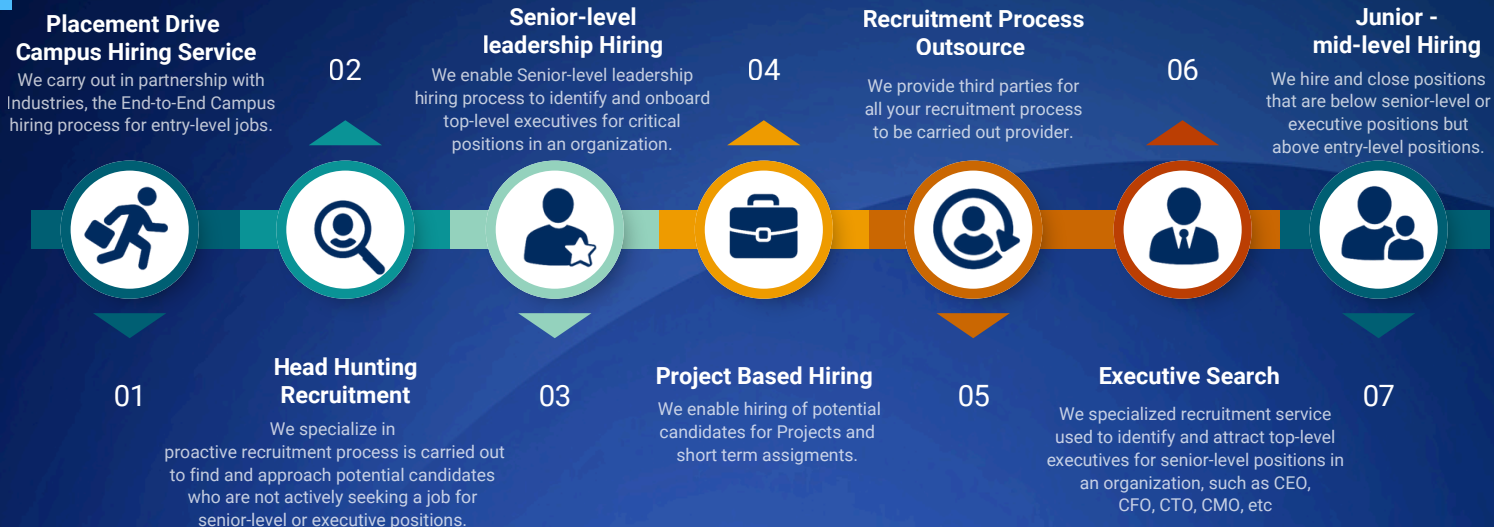 Placement Drive
Campus Hiring Service
We carry out in partnership with
Industries, the End-to-End Campus
hiring process for entry-level jobs.
01
02
Head Hunting
Recruitment
We specialize in
proactive recruitment process is carried out
to find and approach potential candidates
who are not actively seeking a job for
senior-level or executive positions.
Senior-level
leadership Hiring
We enable Senior-level leadership
hiring process to identify and onboard
top-level executives for critical
positions in an organization.
03
04
Project Based Hiring
We enable hiring of potential
candidates for Projects and
short term assigments.
Recruitment Process
Outsource
We provide third parties for
all your recruitment process
to be carried out provider.
05
06
Executive Search
We specialized recruitment service
used to identify and attract top-level
executives for senior-level positions in
an organization, such as CEO,
CFO, CTO, CMO, etc
Junior -
mid-level Hiring
We hire and close positions
that are below senior-level or
executive positions but
above entry-level positions.
07